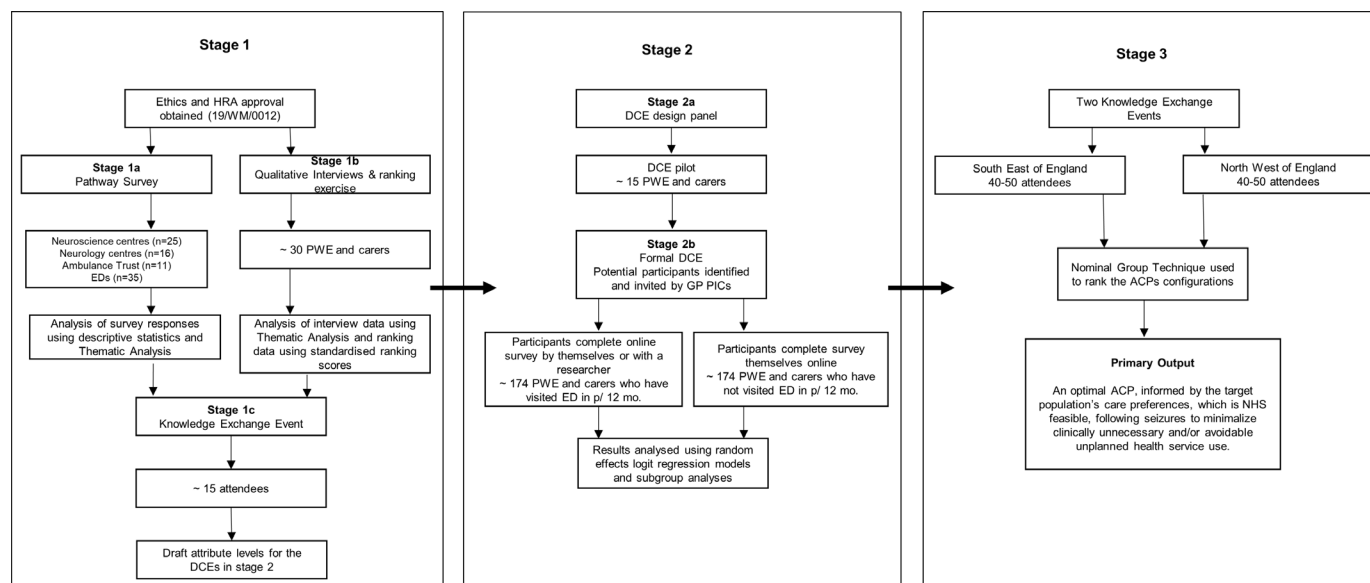 Stage 1
Ethics and HRA approval
obtained (19/WM/0012)
Stage 1a
Pathway Survey
Neuroscience centres (n=25)
Neurology centres (n=16)
Ambulance Trust (n=11)
EDs (n=35)
Analysis of survey responses
using descriptive statistics and
Thematic Analysis
Stage 1b
Qualitative Interviews & ranking
exercise
~ 30 PWE and carers
Analysis of interview data using
Thematic Analysis and ranking
data using standardised ranking
scores
Stage 1c
Knowledge Exchange Event
~ 15 attendees
Draft attribute levels for the
DCEs in stage 2
Stage 2
Stage 2a
DCE design panel
DCE pilot
~ 15 PWE and carers
Stage 2b
Formal DCE
Potential participants identified
and invited by GP PICs
Participants complete online
survey by themselves or with a
researcher
~ 174 PWE and carers who have
visited ED in p/ 12 mo.
Participants complete survey
themselves online
~ 174 PWE and carers who have
not visited ED in p/ 12 mo.
Results analysed using random
effects logit regression models
and subgroup analyses
Stage 3
Two Knowledge Exchange
Events
South East of England
40-50 attendees
North West of England
40-50 attendees
Nominal Group Technique used
to rank the ACPs configurations
Primary Output
An optimal ACP, informed by the target
population's care preferences, which is NHS
feasible, following seizures to minimalize
clinically unnecessary and/or avoidable
unplanned health service use.